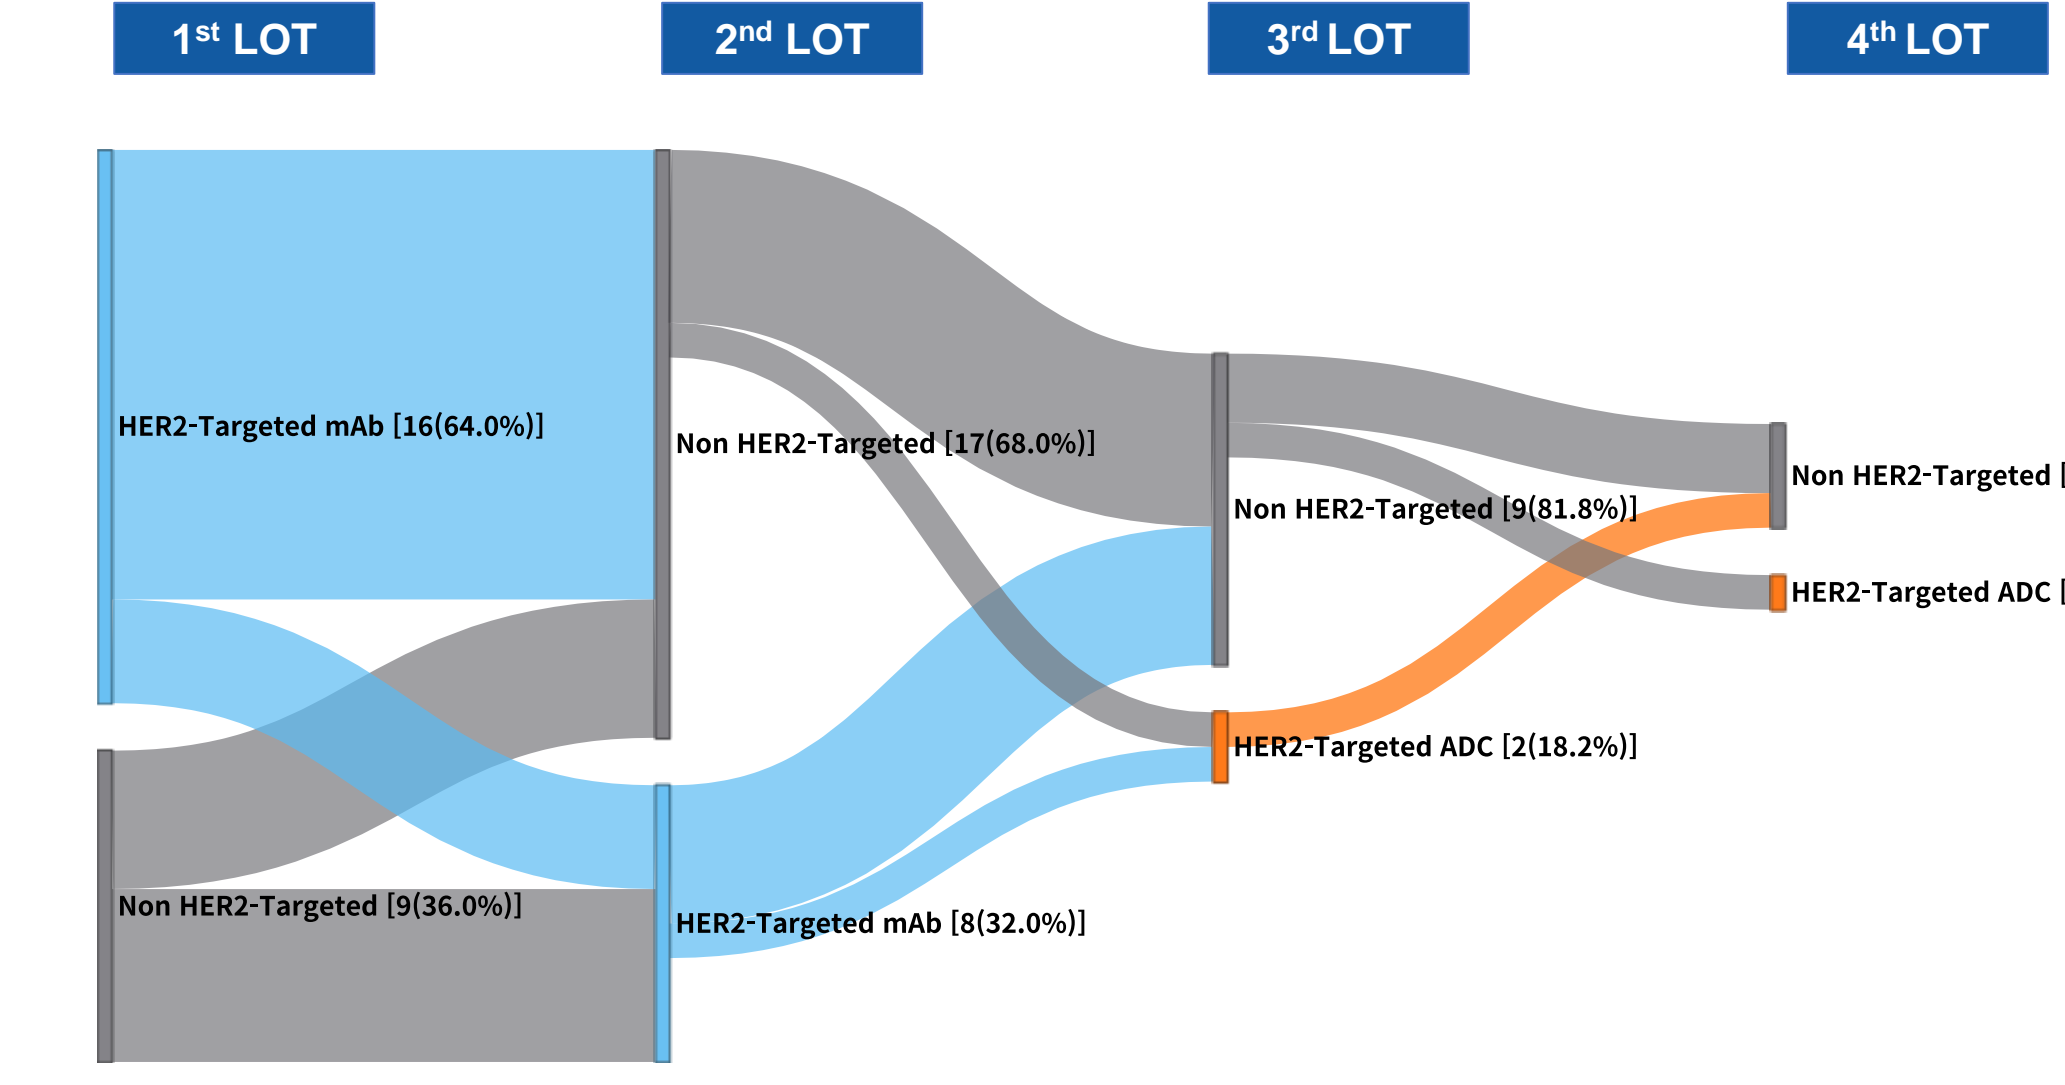 1st LOT
2nd LOT
3rd LOT
4th LOT
HER2-Targeted mAb [16(64.0%)]
Non HER2-Targeted [17(68.0%)]
Non HER2-Targeted [
Non HER2-Targeted [9(81.8%)]
HER2-Targeted ADC [
HER2-Targeted ADC [2(18.2%)]
Non HER2-Targeted [9(36.0%)]
HER2-Targeted mAb [8(32.0%)]